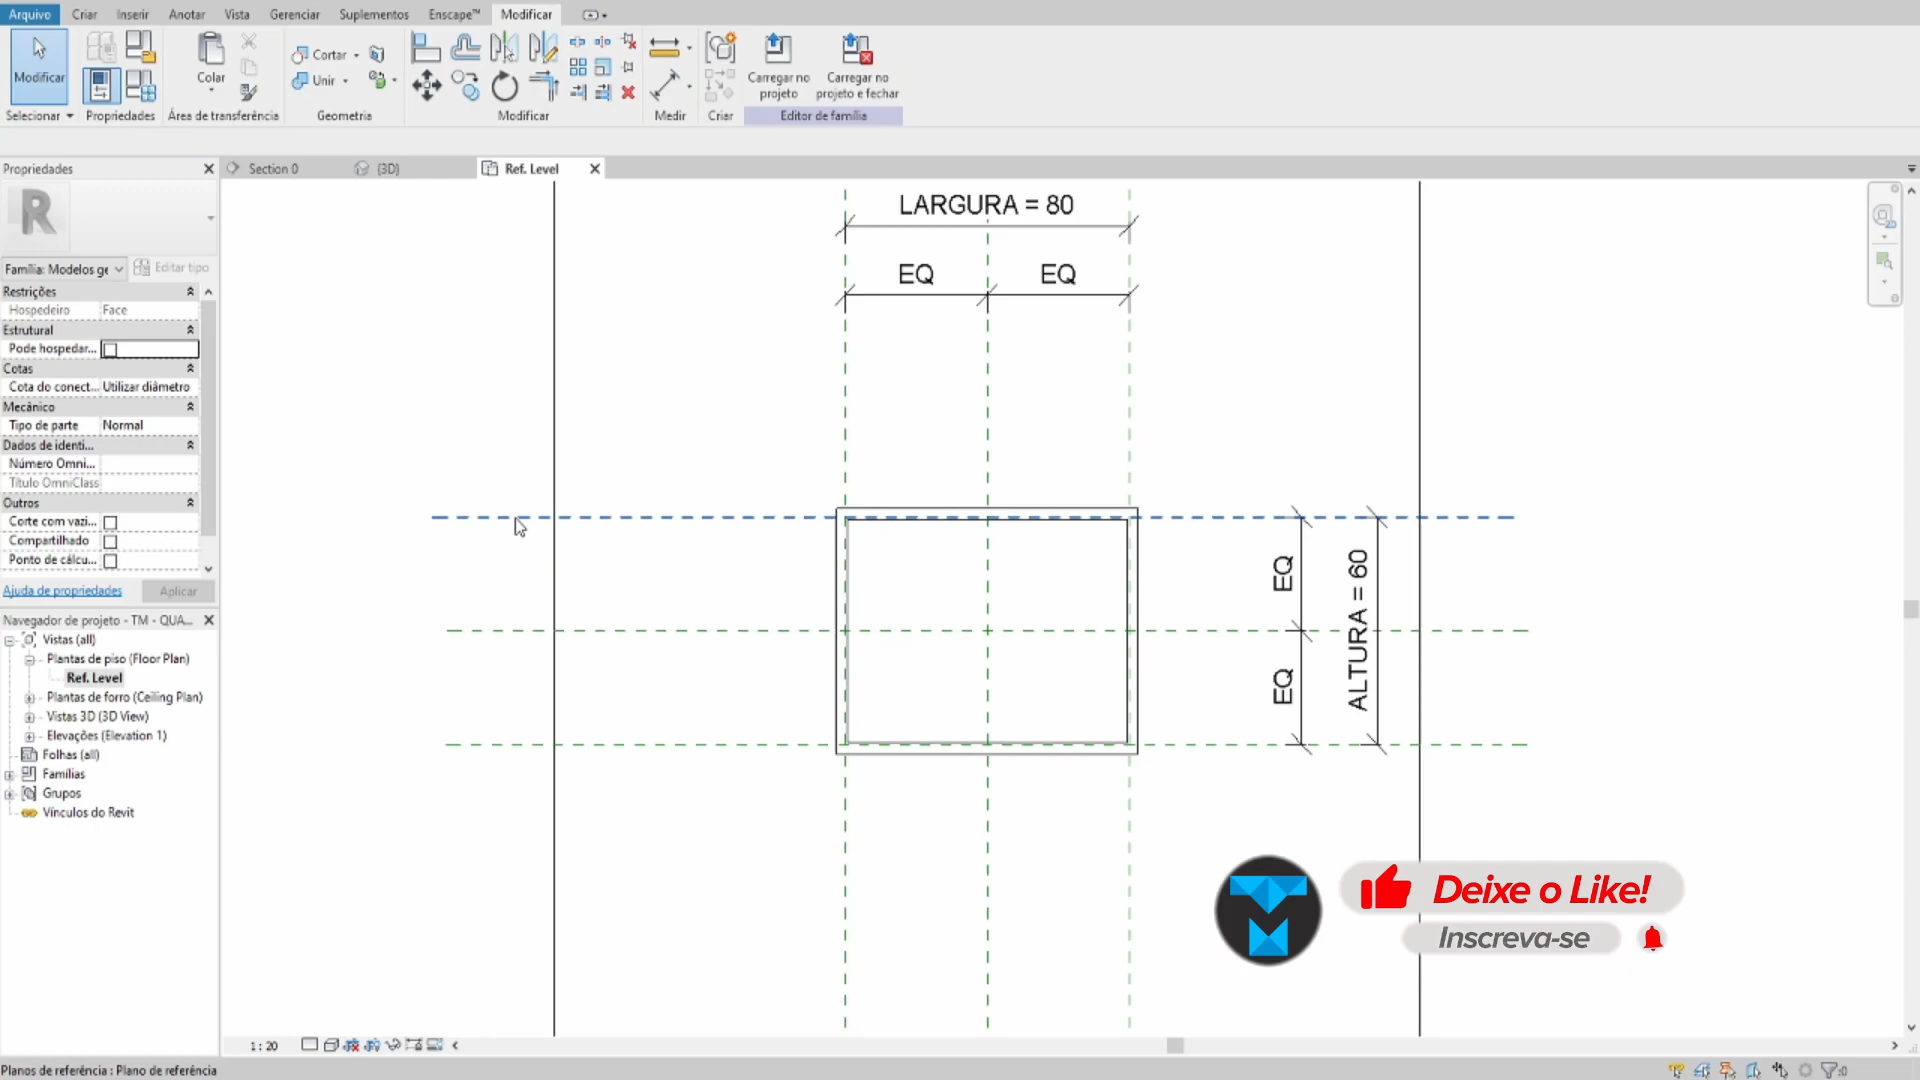 Arquivo Criar Inserir Anotar Vista Gerenciar Suplementos Enscape™ Modificar
Modificar
Colar
Cortar
Unir
Carregar no projeto
Carregar no projeto e fechar
Selecionar Propriedades Área de transferência Geometria Modificar Medir Criar Editor de família
Propriedades
Section 0 (3D) Ref. Level
R
Família: Modelos ge Editar tipo
Restrições
Hospedeiro Face
Estrutural
Pode hospedar...
Cotas
Cota do conect... Utilizar diâmetro
Mecânico
Tipo de parte Normal
Dados de identi...
Número Omni...
Título OmniClass
Outros
Corte com vazi...
Compartilhado
Ponto de cálcu...
Ajuda de propriedades Aplicar
Navegador de projeto - TM - QUA...
Vistas (all)
Plantas de piso (Floor Plan)
Ref. Level
Plantas de forro (Ceiling Plan)
Vistas 3D (3D View)
Elevações (Elevation 1)
Folhas (all)
Famílias
Grupos
Vínculos do Revit
LARGURA = 80
EQ EQ
EQ
EQ
ALTURA = 60
TM
Deixe o Like!
Inscreva-se
1 : 20
Planos de referência : Plano de referência
:0